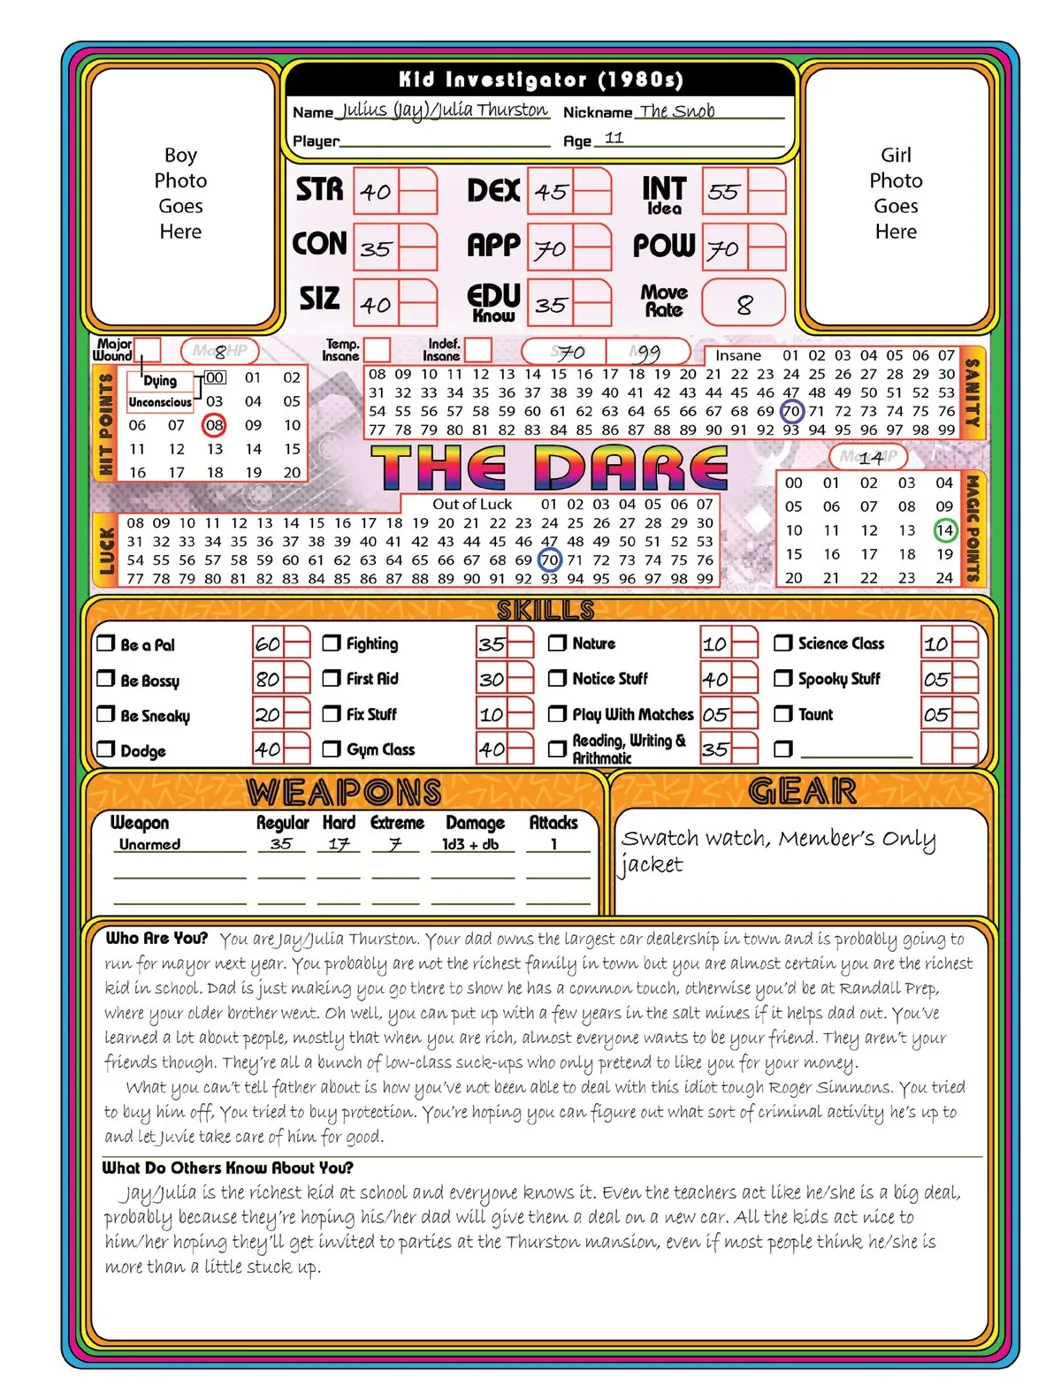 Kid Investigator (1980s)
Name Julius (Jay)/Julia Thurston Nickname The Snob
Player Age 11
Boy
Photo
Goes
Here
Girl
Photo
Goes
Here
STR 40 DEX 45 INT Idea 55
CON 35 APP 70 POW 70
SIZ 40 EDU Know 35 Move Rate 8
Major Wound 8 Temp. Insane Indef. Insane 70 99
HIT POINTS
Dying 00 01 02
Unconscious 03 04 05
06 07 08 09 10
11 12 13 14 15
16 17 18 19 20
SANITY
Insane 01 02 03 04 05 06 07
08 09 10 11 12 13 14 15 16 17 18 19 20 21 22 23 24 25 26 27 28 29 30
31 32 33 34 35 36 37 38 39 40 41 42 43 44 45 46 47 48 49 50 51 52 53
54 55 56 57 58 59 60 61 62 63 64 65 66 67 68 69 70 71 72 73 74 75 76
77 78 79 80 81 82 83 84 85 86 87 88 89 90 91 92 93 94 95 96 97 98 99
THE DARE
14
MAGIC POINTS
00 01 02 03 04
05 06 07 08 09
10 11 12 13 14
15 16 17 18 19
20 21 22 23 24
LUCK
Out of Luck 01 02 03 04 05 06 07
08 09 10 11 12 13 14 15 16 17 18 19 20 21 22 23 24 25 26 27 28 29 30
31 32 33 34 35 36 37 38 39 40 41 42 43 44 45 46 47 48 49 50 51 52 53
54 55 56 57 58 59 60 61 62 63 64 65 66 67 68 69 70 71 72 73 74 75 76
77 78 79 80 81 82 83 84 85 86 87 88 89 90 91 92 93 94 95 96 97 98 99
SKILLS
Be a Pal 60 Fighting 35 Nature 10 Science Class 10
Be Bossy 80 First Aid 30 Notice Stuff 40 Spooky Stuff 05
Be Sneaky 20 Fix Stuff 10 Play With Matches 05 Taunt 05
Dodge 40 Gym Class 40 Reading, Writing & Arithmatic 35
WEAPONS
Weapon Regular Hard Extreme Damage Attacks
Unarmed 35 17 7 1d3 + db 1
GEAR
Swatch watch, Member's Only
jacket
Who Are You? You are Jay/Julia Thurston. Your dad owns the largest car dealership in town and is probably going to
run for mayor next year. You probably are not the richest family in town but you are almost certain you are the richest
kid in school. Dad is just making you go there to show he has a common touch, otherwise you'd be at Randall Prep,
where your older brother went. Oh well, you can put up with a few years in the salt mines if it helps dad out. You've
learned a lot about people, mostly that when you are rich, almost everyone wants to be your friend. They aren't your
friends though. They're all a bunch of low-class suck-ups who only pretend to like you for your money.
What you can't tell father about is how you've not been able to deal with this idiot tough Roger Simmons. You tried
to buy him off, You tried to buy protection. You're hoping you can figure out what sort of criminal activity he's up to
and let Juvie take care of him for good.
What Do Others Know About You?
Jay/Julia is the richest kid at school and everyone knows it. Even the teachers act like he/she is a big deal,
probably because they're hoping his/her dad will give them a deal on a new car. All the kids act nice to
him/her hoping they'll get invited to parties at the Thurston mansion, even if most people think he/she is
more than a little stuck up.